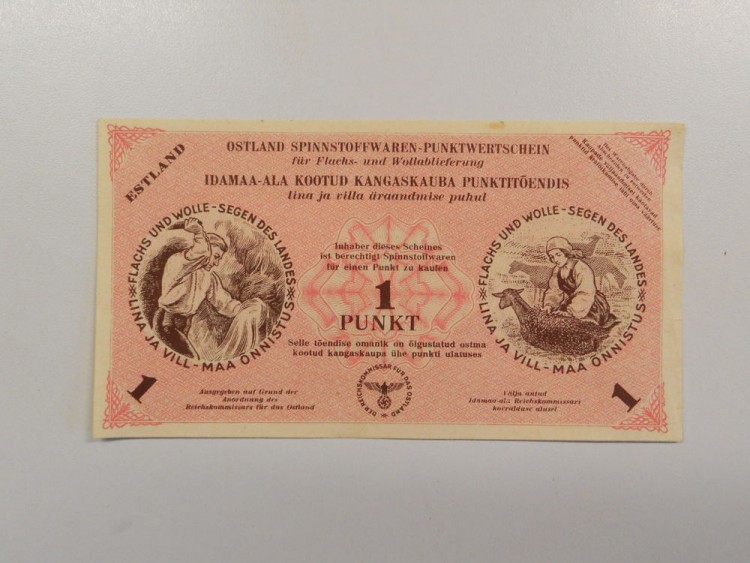 ESTLAND
OSTLAND SPINNSTOFFWAREN-PUNKTWERTSCHEIN
für Flachs- und Wollablieferung
IDAMAA-ALA KOOTUD KANGASKAUBA PUNKTITÕENDIS
lina ja villa äraandmise puhul
FLACHS UND WOLLE - SEGEN DES LANDES
LINA JA VILL - MAA ÕNNISTUS
Inhaber dieses Scheines
ist berechtigt Spinnstoffwaren
für einen Punkt zu kaufen
1
PUNKT
Selle tõendise omanik on õigustatud ostma
kootud kangaskaupa ühe punkti ulatuses
FLACHS UND WOLLE - SEGEN DES LANDES
LINA JA VILL - MAA ÕNNISTUS
1
Ausgegeben auf Grund der
Anordnung des
Reichskommissars für das Ostland
DER REICHSKOMMISSAR FÜR DAS OSTLAND
Välja antud
Idamaa-ala Reichskommissari
korralduse alusel
1